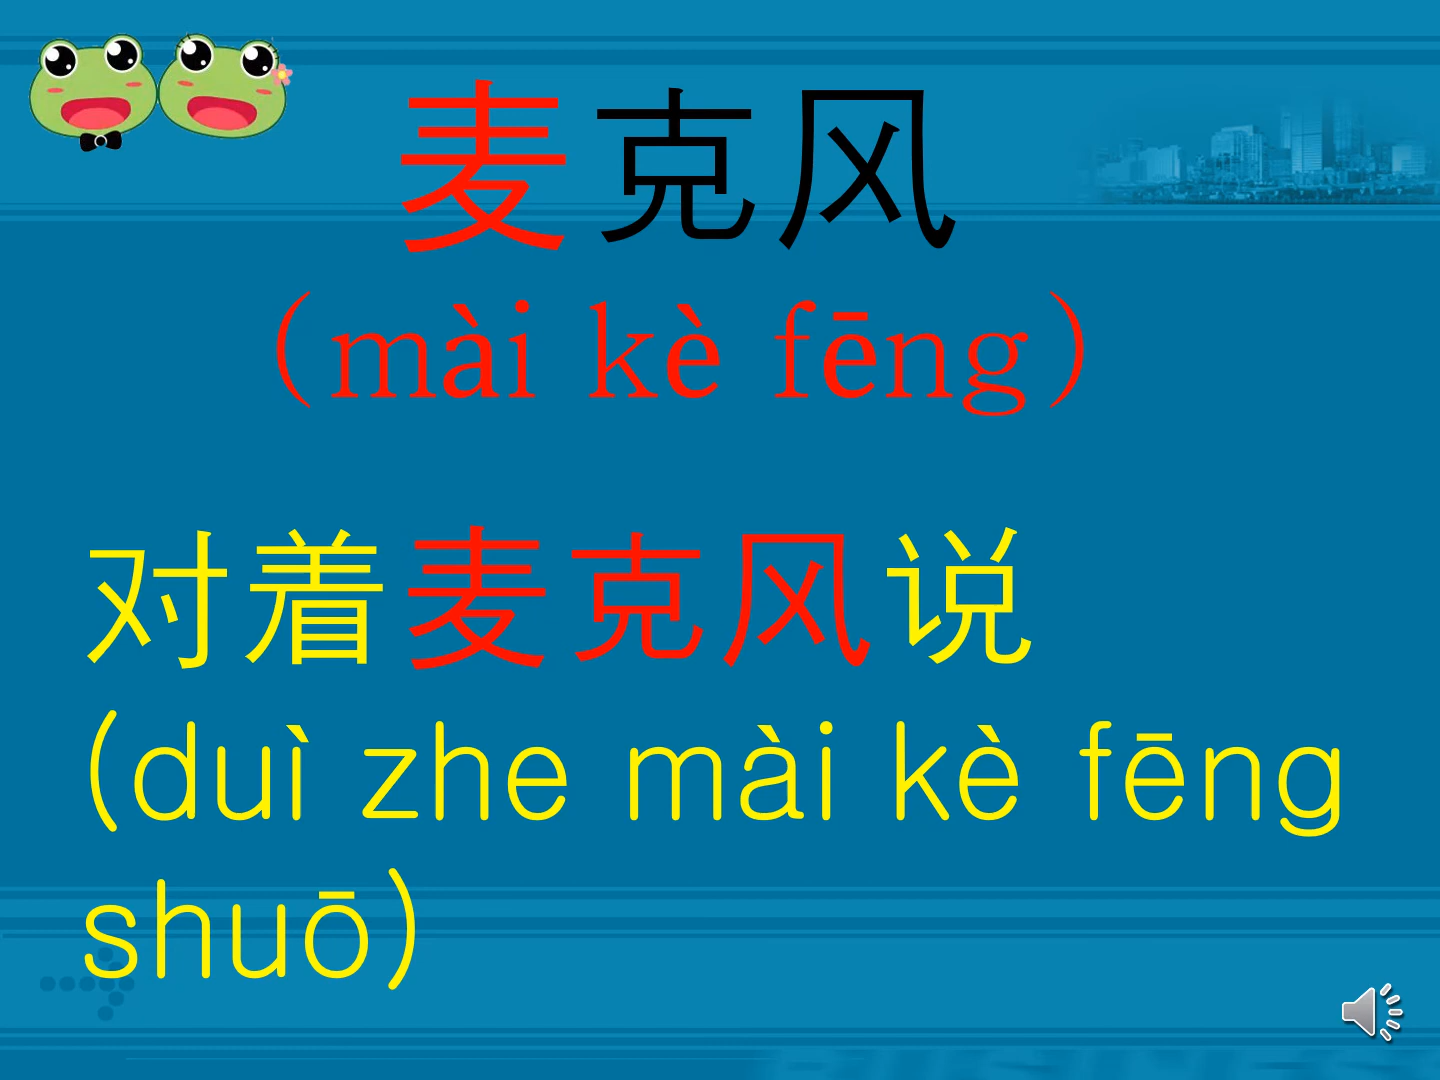 麦克风
（mài kè fēng）
对着麦克风说
(duì zhe mài kè fēng
shuō)